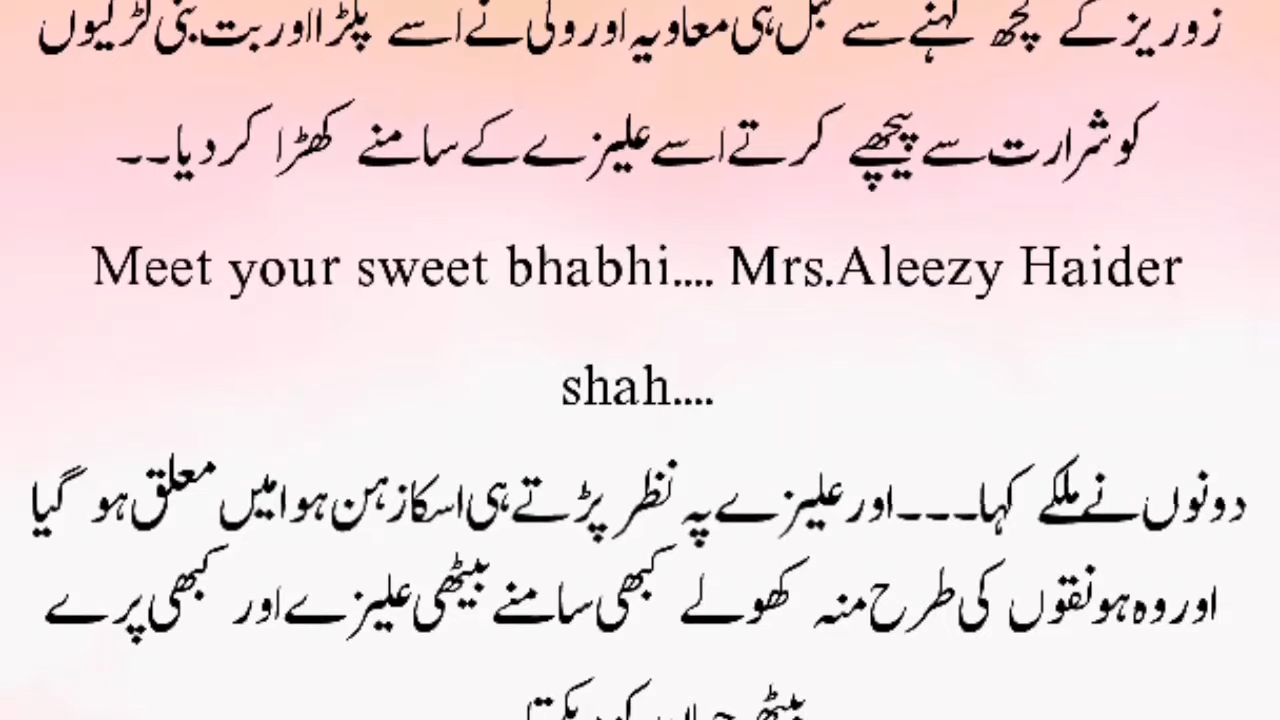 زوریز کے کچھ کہنے سے قبل ہی معاویہ اور ولی نے اسے پکڑا اور بت بنی لڑکیوں
کو شرارت سے پیچھے کرتے اسے علیزے کے سامنے کھڑا کر دیا۔۔
Meet your sweet bhabhi.... Mrs.Aleezy Haider
shah....
دونوں نے ملکے کہا۔۔۔اور علیزے پہ نظر پڑتے ہی اسکا زہن ہوا میں معلق ہو گیا
اور وہ ہونقوں کی طرح منہ کھولے کبھی سامنے بیٹھی علیزے اور کبھی پرے